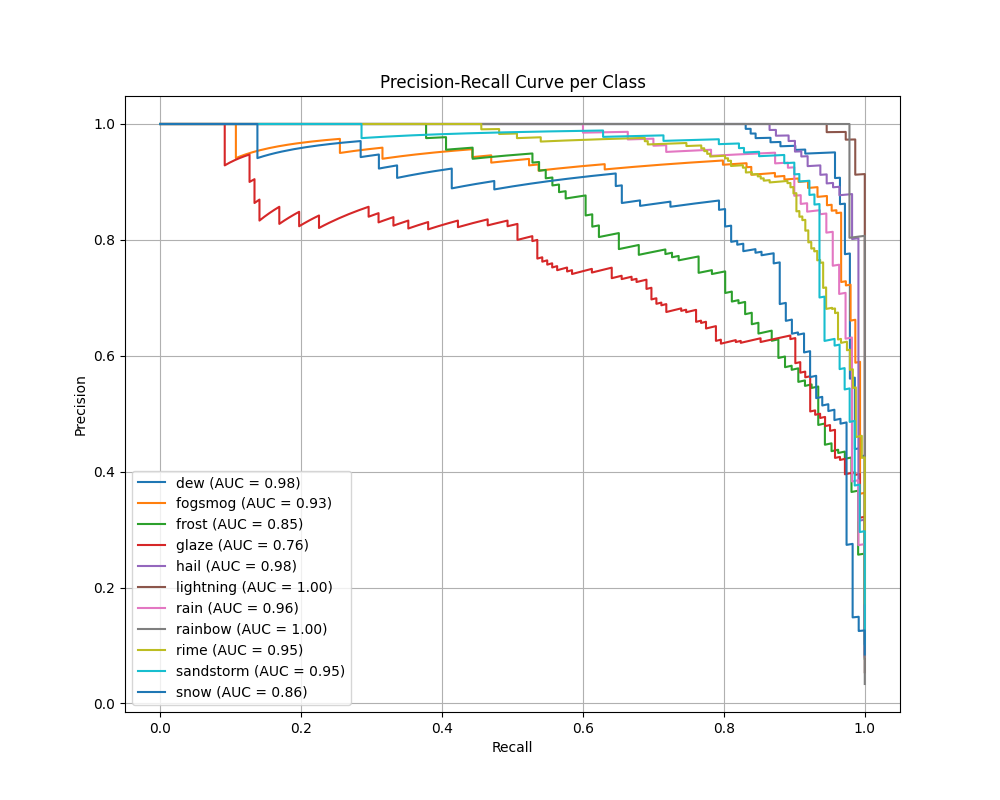 Precision-Recall Curve per Class
1.0
0.8
0.6
0.4
0.2
0.0
Precision
dew (AUC = 0.98)
fogsmog (AUC = 0.93)
frost (AUC = 0.85)
glaze (AUC = 0.76)
hail (AUC = 0.98)
lightning (AUC = 1.00)
rain (AUC = 0.96)
rainbow (AUC = 1.00)
rime (AUC = 0.95)
sandstorm (AUC = 0.95)
snow (AUC = 0.86)
0.0 0.2 0.4 0.6 0.8 1.0
Recall